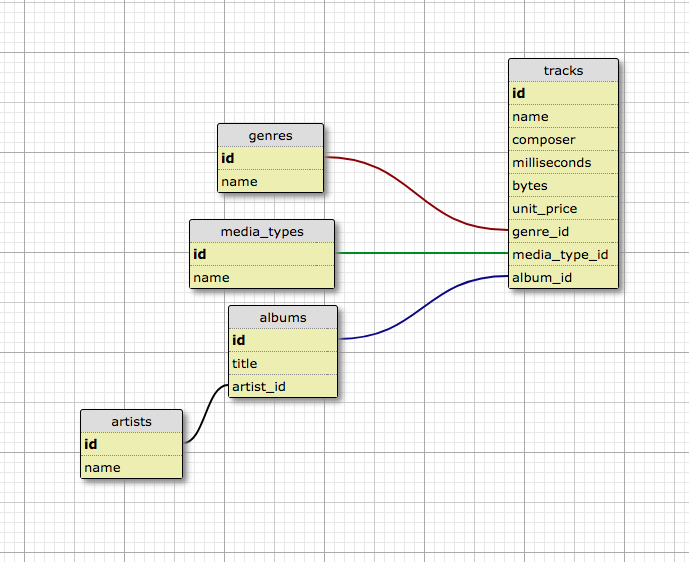 tracks
id
name
composer
milliseconds
bytes
unit_price
genre_id
media_type_id
album_id
genres
id
name
media_types
id
name
albums
id
title
artist_id
artists
id
name